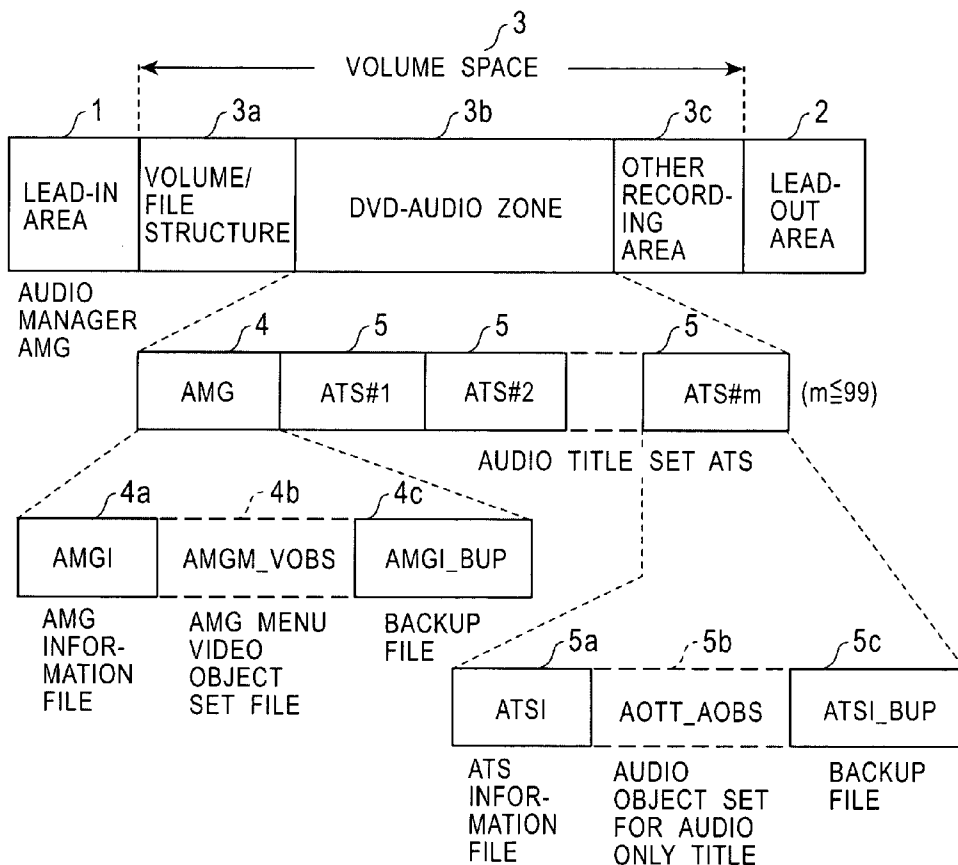 3
VOLUME SPACE
1
3a
3b
3c
2
LEAD-IN
AREA
VOLUME/
FILE
STRUCTURE
DVD-AUDIO ZONE
OTHER
RECORD-
ING
AREA
LEAD-
OUT
AREA
AUDIO
MANAGER
AMG
4
5
5
5
AMG
ATS#1
ATS#2
ATS#m
(m≦99)
AUDIO TITLE SET ATS
4a
4b
4c
AMGI
AMGM_VOBS
AMGI_BUP
AMG
INFOR-
MATION
FILE
AMG MENU
VIDEO
OBJECT
SET FILE
BACKUP
FILE
5a
5b
5c
ATSI
AOTT_AOBS
ATSI_BUP
ATS
INFOR-
MATION
FILE
AUDIO
OBJECT SET
FOR AUDIO
ONLY TITLE
BACKUP
FILE